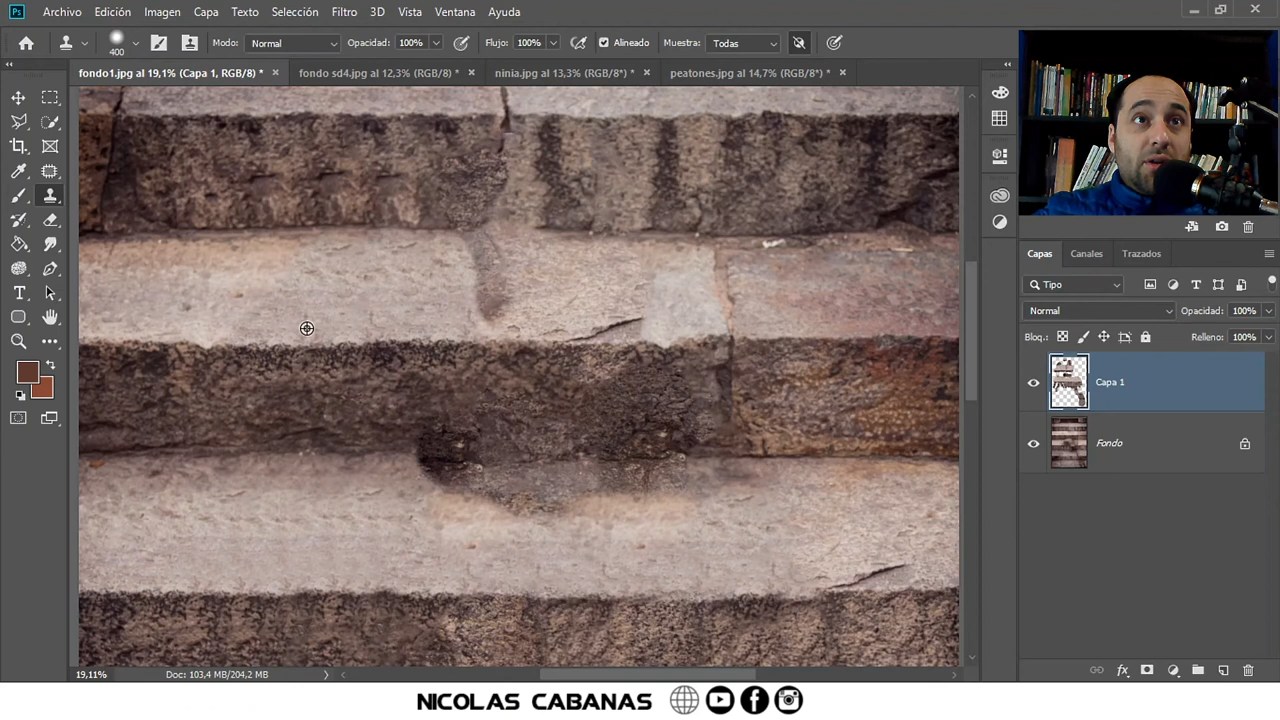 Ps Archivo Edición Imagen Capa Texto Selección Filtro 3D Vista Ventana Ayuda
400 Modo: Normal Opacidad: 100% Flujo: 100% Alineado Muestra: Todas
fondo1.jpg al 19,1% (Capa 1, RGB/8) * × fondo sd4.jpg al 12,3% (RGB/8) * × ninia.jpg al 13,3% (RGB/8) * × peatones.jpg al 14,7% (RGB/8) * ×
Capas Canales Trazados
Tipo
Normal Opacidad: 100%
Bloq.: Relleno: 100%
Capa 1
Fondo
19,11% Doc: 103,4 MB/204,2 MB
NICOLAS CABANAS